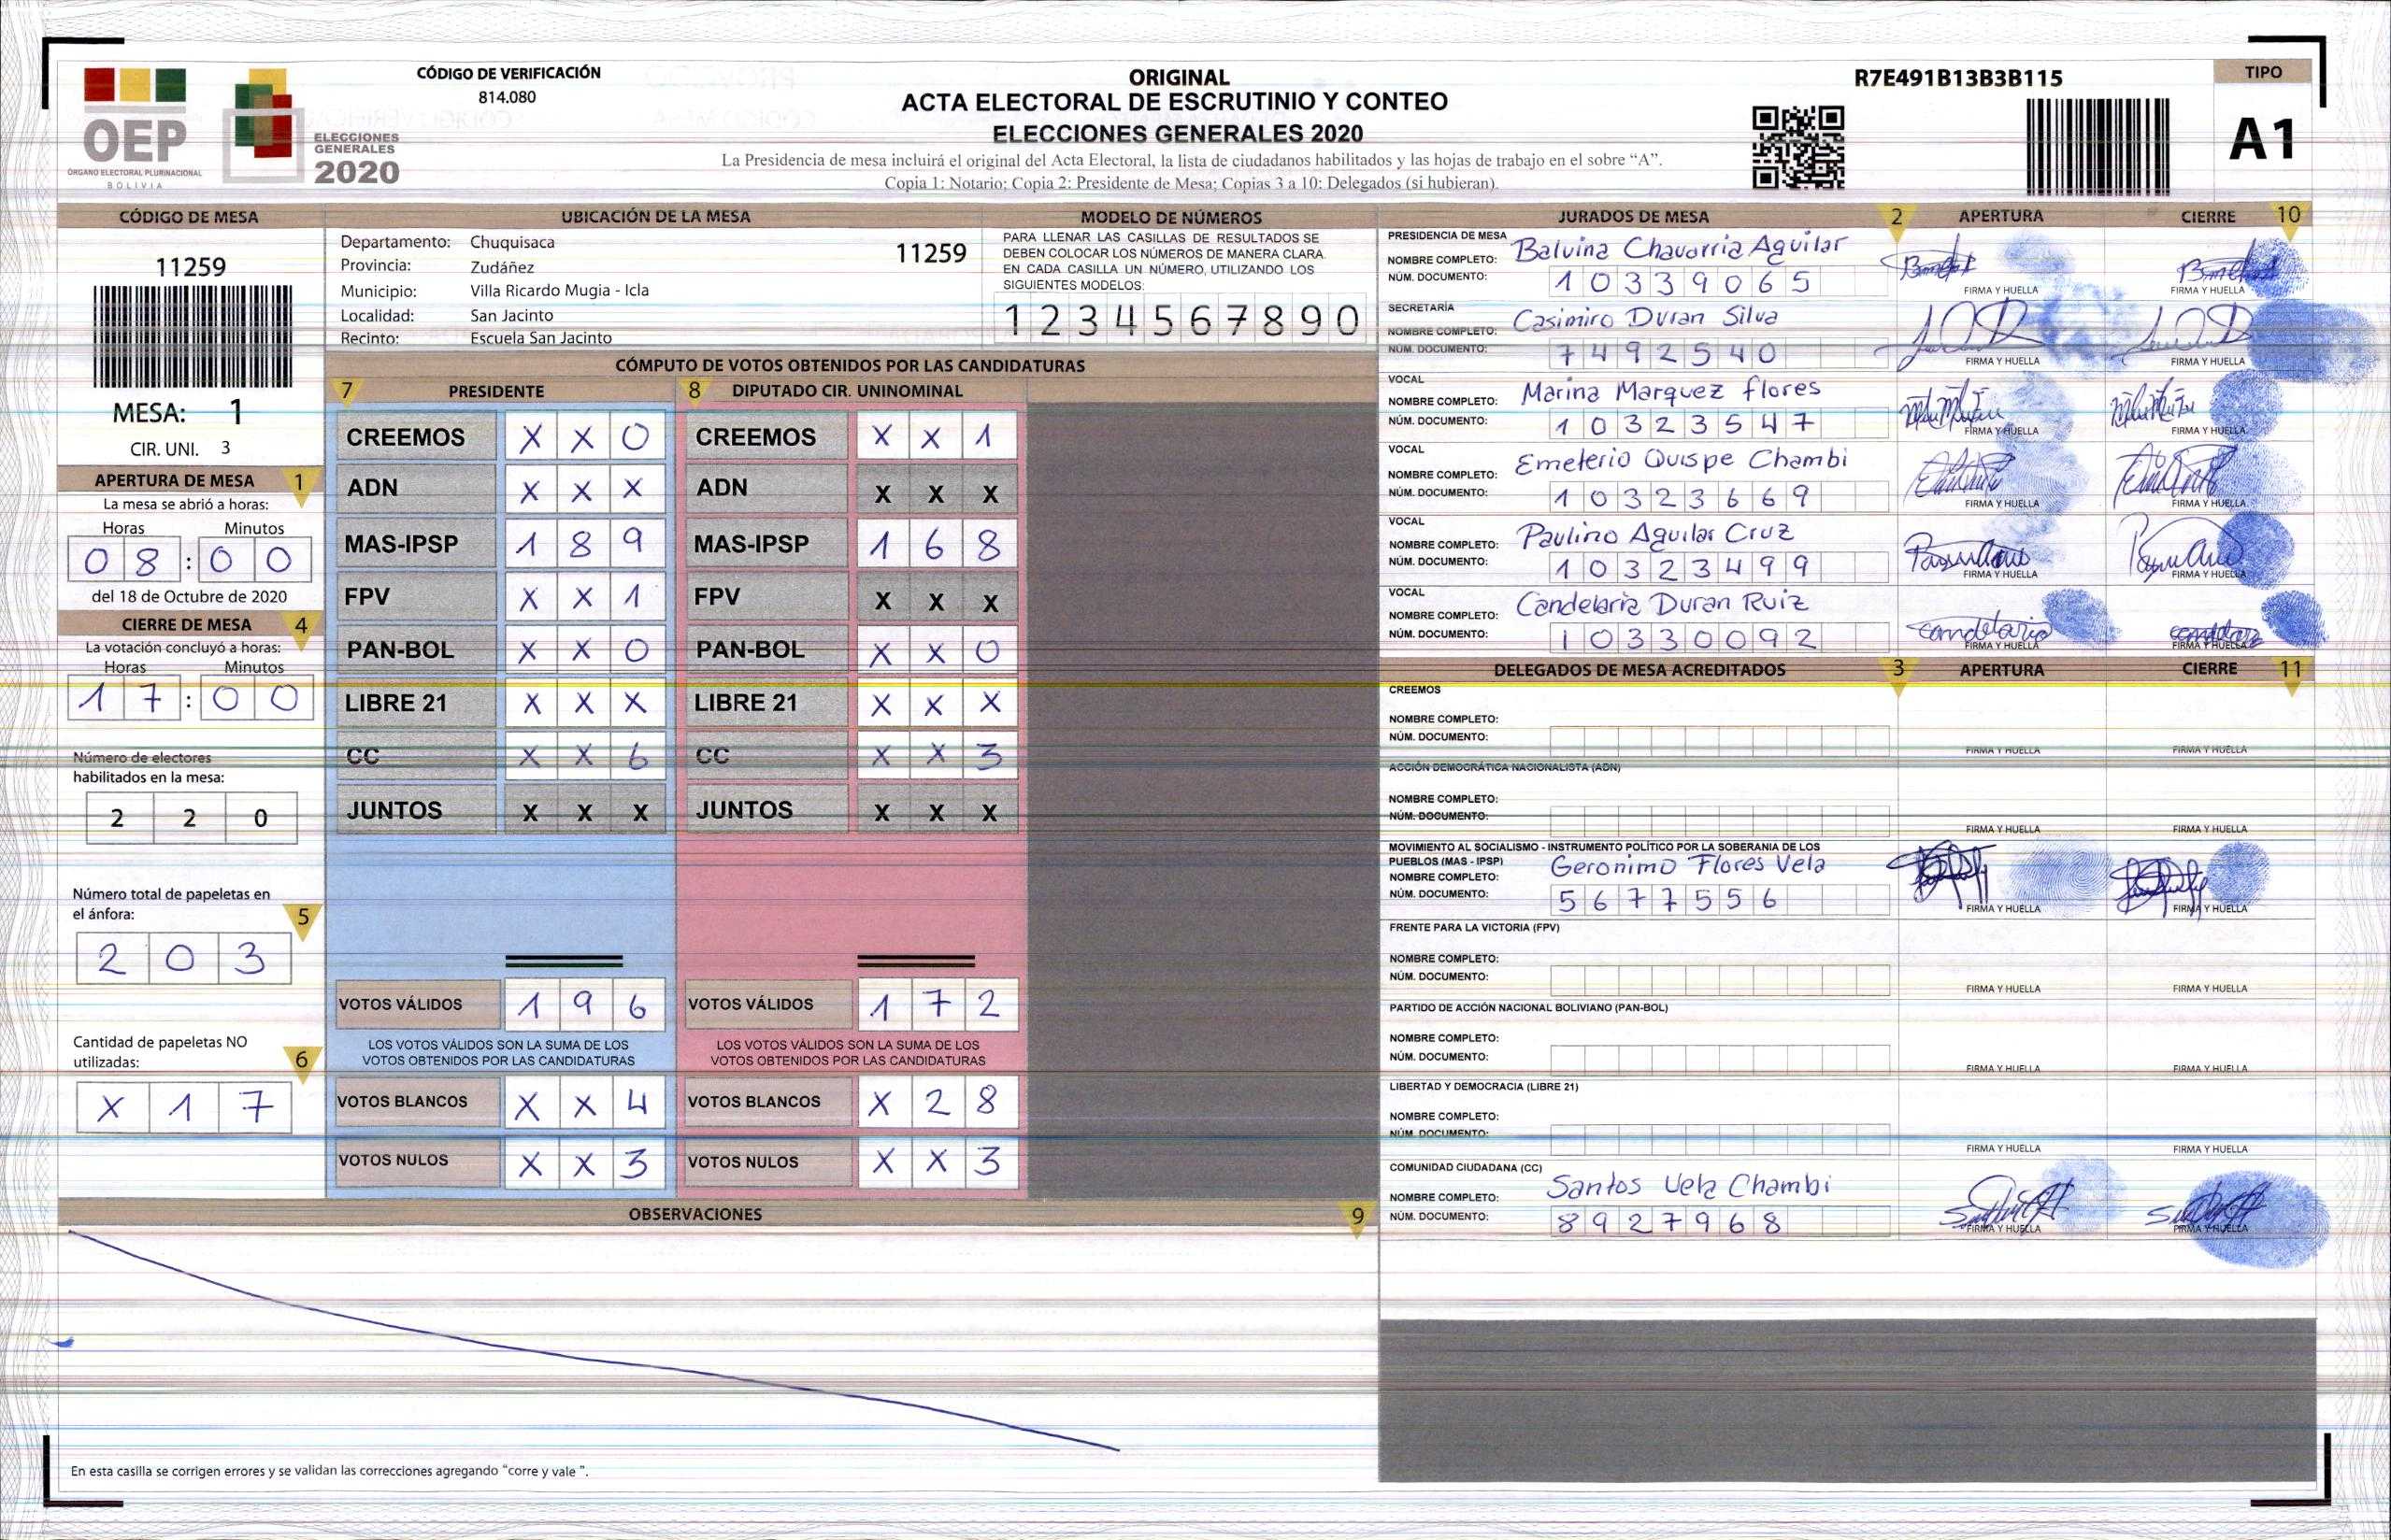 CÓDIGO DE VERIFICACIÓN
814.080
OEP
ÓRGANO ELECTORAL PLURINACIONAL
BOLIVIA
ELECCIONES
GENERALES
2020
ORIGINAL
ACTA ELECTORAL DE ESCRUTINIO Y CONTEO
ELECCIONES GENERALES 2020
La Presidencia de mesa incluirá el original del Acta Electoral, la lista de ciudadanos habilitados y las hojas de trabajo en el sobre “A”.
Copia 1: Notario; Copia 2: Presidente de Mesa; Copias 3 a 10: Delegados (si hubieran).
R7E491B13B3B115
TIPO
A1
CÓDIGO DE MESA
11259
MESA: 1
CIR. UNI. 3
APERTURA DE MESA 1
La mesa se abrió a horas:
Horas Minutos
0 8 : 0 0
del 18 de Octubre de 2020
CIERRE DE MESA 4
La votación concluyó a horas:
Horas Minutos
1 7 : 0 0
Número de electores
habilitados en la mesa:
2 2 0
Número total de papeletas en
el ánfora: 5
2 0 3
Cantidad de papeletas NO
utilizadas: 6
X 1 7
UBICACIÓN DE LA MESA
Departamento: Chuquisaca 11259
Provincia: Zudáñez
Municipio: Villa Ricardo Mugia - Icla
Localidad: San Jacinto
Recinto: Escuela San Jacinto
MODELO DE NÚMEROS
PARA LLENAR LAS CASILLAS DE RESULTADOS SE
DEBEN COLOCAR LOS NÚMEROS DE MANERA CLARA.
EN CADA CASILLA UN NÚMERO, UTILIZANDO LOS
SIGUIENTES MODELOS:
1 2 3 4 5 6 7 8 9 0
CÓMPUTO DE VOTOS OBTENIDOS POR LAS CANDIDATURAS
7 PRESIDENTE 8 DIPUTADO CIR. UNINOMINAL
CREEMOS X X 0 CREEMOS X X 1
ADN X X X ADN X X X
MAS-IPSP 1 8 9 MAS-IPSP 1 6 8
FPV X X 1 FPV X X X
PAN-BOL X X 0 PAN-BOL X X 0
LIBRE 21 X X X LIBRE 21 X X X
CC X X 6 CC X X 3
JUNTOS X X X JUNTOS X X X
VOTOS VÁLIDOS 1 9 6 VOTOS VÁLIDOS 1 7 2
LOS VOTOS VÁLIDOS SON LA SUMA DE LOS LOS VOTOS VÁLIDOS SON LA SUMA DE LOS
VOTOS OBTENIDOS POR LAS CANDIDATURAS VOTOS OBTENIDOS POR LAS CANDIDATURAS
VOTOS BLANCOS X X 4 VOTOS BLANCOS X 2 8
VOTOS NULOS X X 3 VOTOS NULOS X X 3
OBSERVACIONES 9
En esta casilla se corrigen errores y se validan las correcciones agregando “corre y vale ”.
JURADOS DE MESA 2 APERTURA CIERRE 10
PRESIDENCIA DE MESA
NOMBRE COMPLETO: Balvina Chavarria Aguilar
NÚM. DOCUMENTO: 10339065
FIRMA Y HUELLA FIRMA Y HUELLA
SECRETARÍA
NOMBRE COMPLETO: Casimiro Duran Silva
NÚM. DOCUMENTO: 7492540
FIRMA Y HUELLA FIRMA Y HUELLA
VOCAL
NOMBRE COMPLETO: Marina Marquez flores
NÚM. DOCUMENTO: 10323547
FIRMA Y HUELLA FIRMA Y HUELLA
VOCAL
NOMBRE COMPLETO: Emeterio Quispe Chambi
NÚM. DOCUMENTO: 10323669
FIRMA Y HUELLA FIRMA Y HUELLA
VOCAL
NOMBRE COMPLETO: Paulino Aguilar Cruz
NÚM. DOCUMENTO: 10323499
FIRMA Y HUELLA FIRMA Y HUELLA
VOCAL
NOMBRE COMPLETO: Candelaria Duran Ruiz
NÚM. DOCUMENTO: 10330092
candelaria
FIRMA Y HUELLA FIRMA Y HUELLA
DELEGADOS DE MESA ACREDITADOS 3 APERTURA CIERRE 11
CREEMOS
NOMBRE COMPLETO:
NÚM. DOCUMENTO:
FIRMA Y HUELLA FIRMA Y HUELLA
ACCIÓN DEMOCRÁTICA NACIONALISTA (ADN)
NOMBRE COMPLETO:
NÚM. DOCUMENTO:
FIRMA Y HUELLA FIRMA Y HUELLA
MOVIMIENTO AL SOCIALISMO - INSTRUMENTO POLÍTICO POR LA SOBERANIA DE LOS
PUEBLOS (MAS - IPSP)
NOMBRE COMPLETO: Geronimo Flores Vela
NÚM. DOCUMENTO: 5677556
FIRMA Y HUELLA FIRMA Y HUELLA
FRENTE PARA LA VICTORIA (FPV)
NOMBRE COMPLETO:
NÚM. DOCUMENTO:
FIRMA Y HUELLA FIRMA Y HUELLA
PARTIDO DE ACCIÓN NACIONAL BOLIVIANO (PAN-BOL)
NOMBRE COMPLETO:
NÚM. DOCUMENTO:
FIRMA Y HUELLA FIRMA Y HUELLA
LIBERTAD Y DEMOCRACIA (LIBRE 21)
NOMBRE COMPLETO:
NÚM. DOCUMENTO:
FIRMA Y HUELLA FIRMA Y HUELLA
COMUNIDAD CIUDADANA (CC)
NOMBRE COMPLETO: Santos Vela Chambi
NÚM. DOCUMENTO: 8927968
FIRMA Y HUELLA FIRMA Y HUELLA